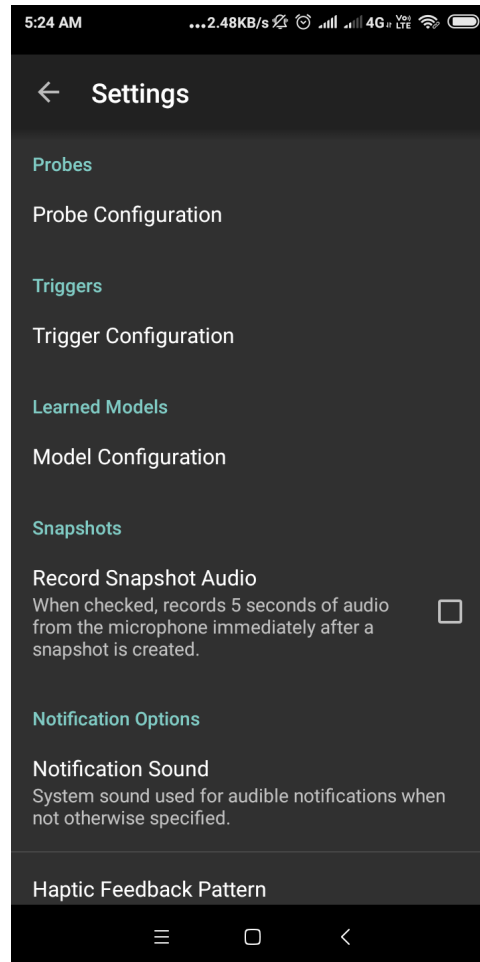 5:24 AM ...2.48KB/s 4G VoLTE
Settings
Probes
Probe Configuration
Triggers
Trigger Configuration
Learned Models
Model Configuration
Snapshots
Record Snapshot Audio
When checked, records 5 seconds of audio
from the microphone immediately after a
snapshot is created.
Notification Options
Notification Sound
System sound used for audible notifications when
not otherwise specified.
Haptic Feedback Pattern